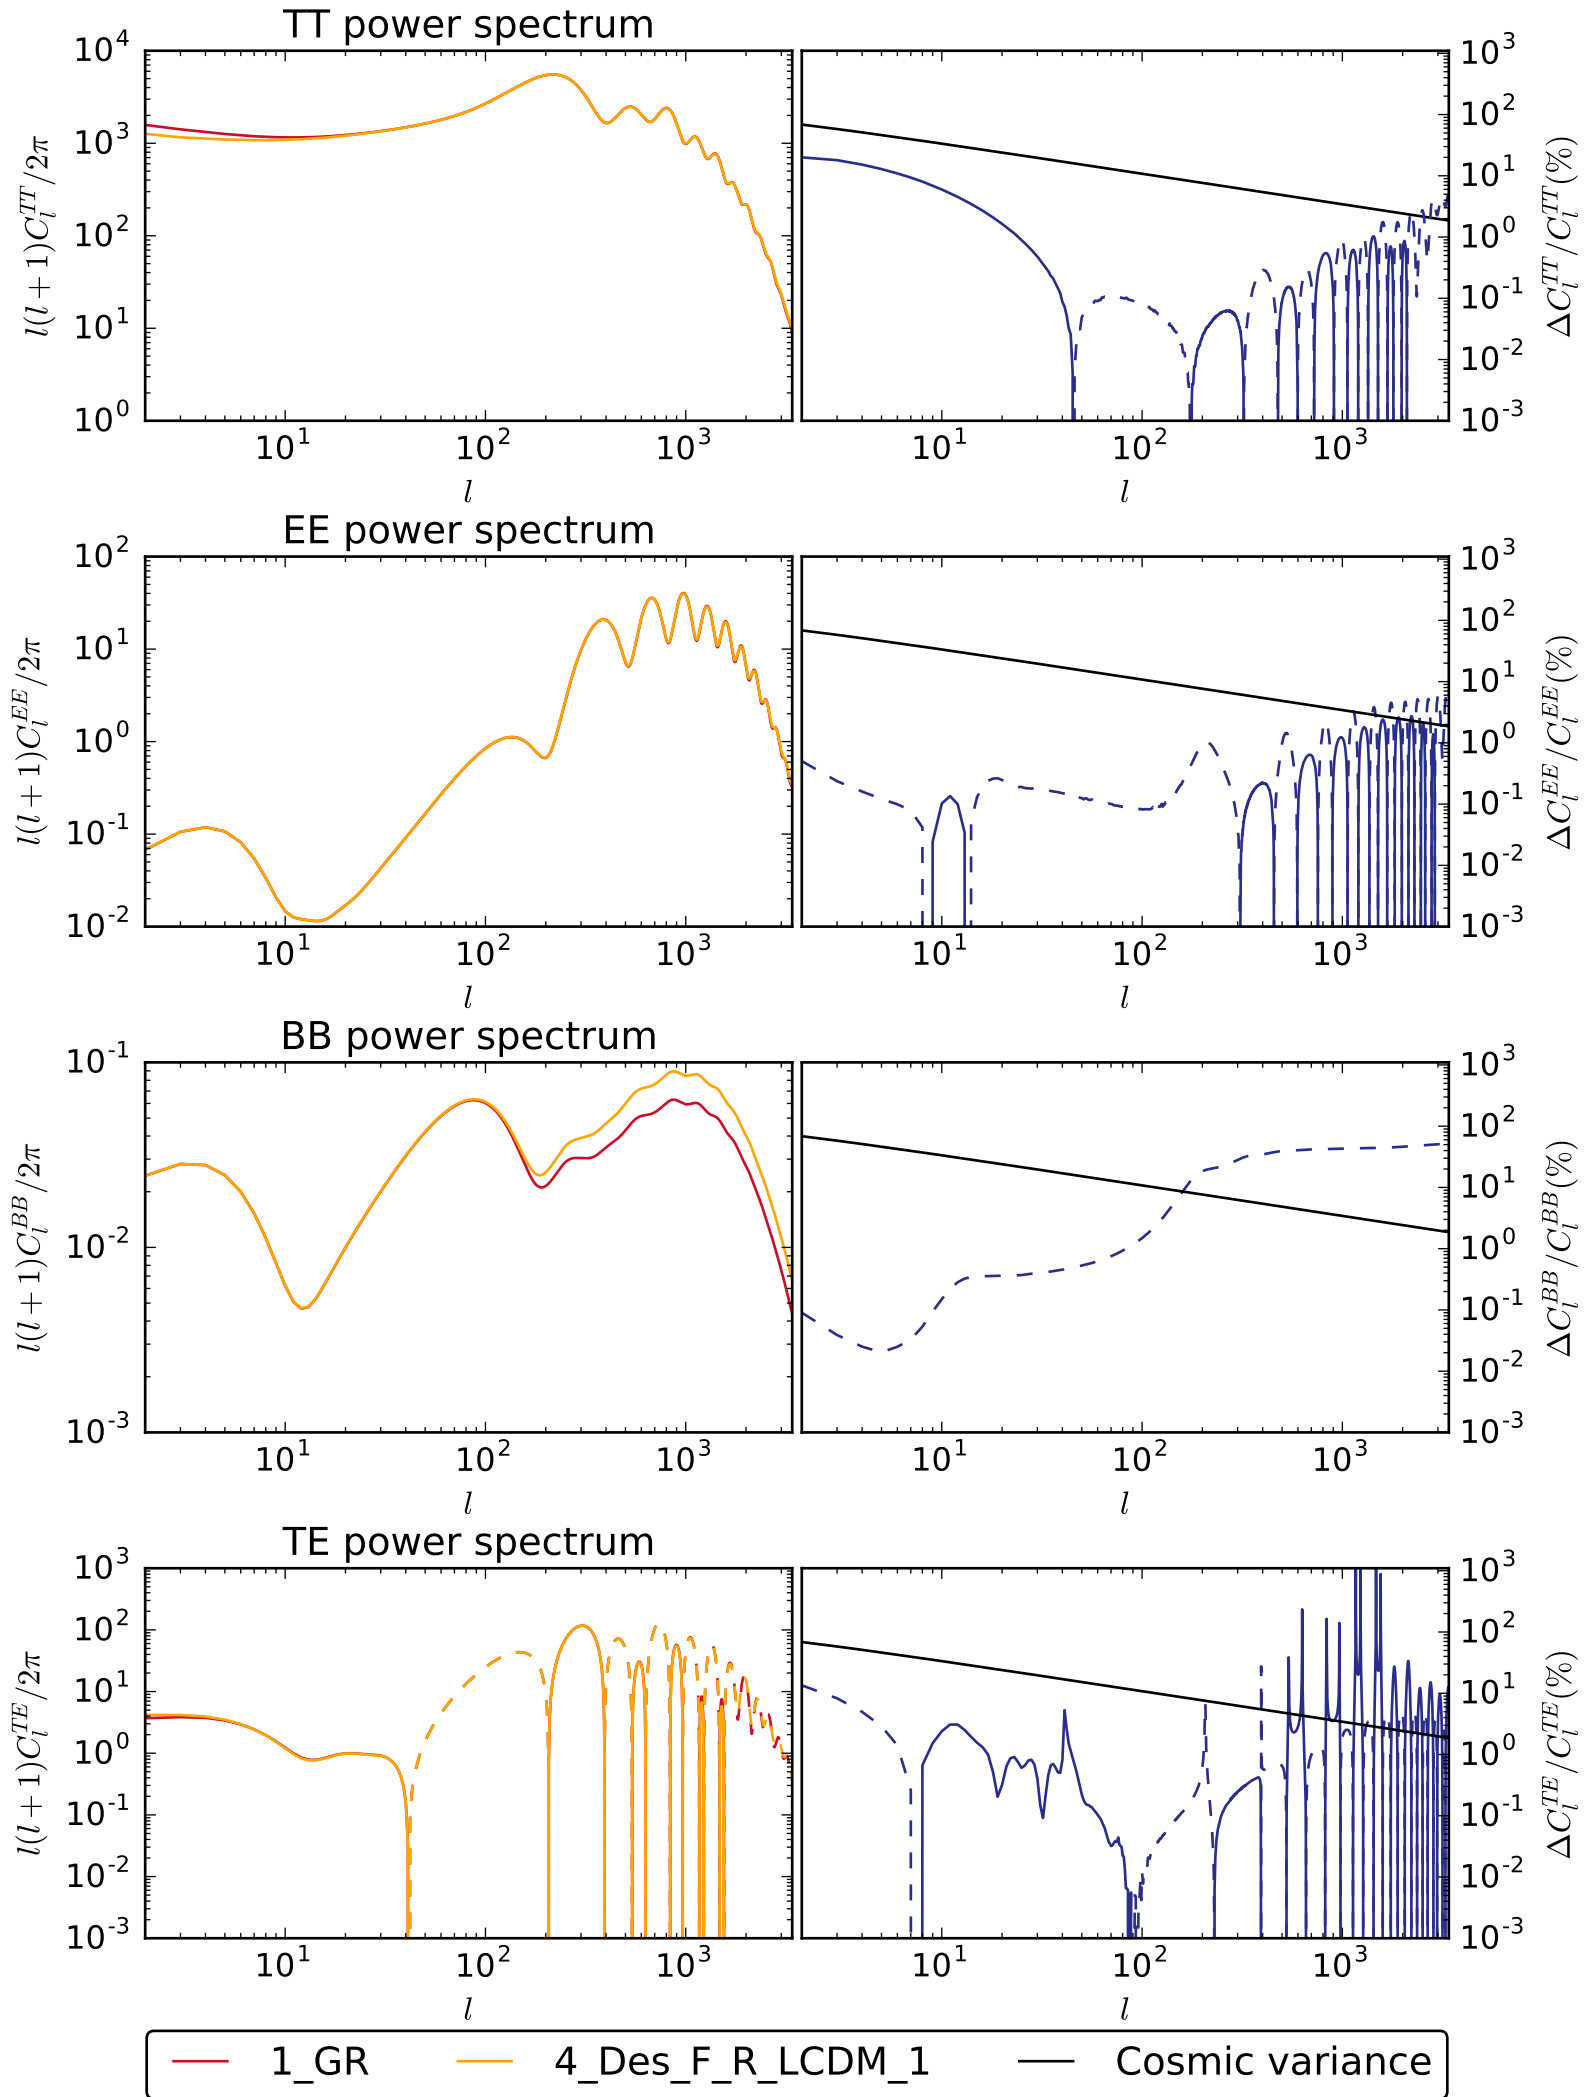 TT power spectrum
10^4
10^3
10^2
10^1
10^0
l(l+1)C_l^{TT}/2π
10^1 10^2 10^3
l
10^3
10^2
10^1
10^0
10^-1
10^-2
10^-3
ΔC_l^{TT}/C_l^{TT}(%)
10^1 10^2 10^3
l
EE power spectrum
10^2
10^1
10^0
10^-1
10^-2
l(l+1)C_l^{EE}/2π
10^1 10^2 10^3
l
10^3
10^2
10^1
10^0
10^-1
10^-2
10^-3
ΔC_l^{EE}/C_l^{EE}(%)
10^1 10^2 10^3
l
BB power spectrum
10^-1
10^-2
10^-3
l(l+1)C_l^{BB}/2π
10^1 10^2 10^3
l
10^3
10^2
10^1
10^0
10^-1
10^-2
10^-3
ΔC_l^{BB}/C_l^{BB}(%)
10^1 10^2 10^3
l
TE power spectrum
10^3
10^2
10^1
10^0
10^-1
10^-2
10^-3
l(l+1)C_l^{TE}/2π
10^1 10^2 10^3
l
10^3
10^2
10^1
10^0
10^-1
10^-2
10^-3
ΔC_l^{TE}/C_l^{TE}(%)
10^1 10^2 10^3
l
1_GR 4_Des_F_R_LCDM_1 Cosmic variance